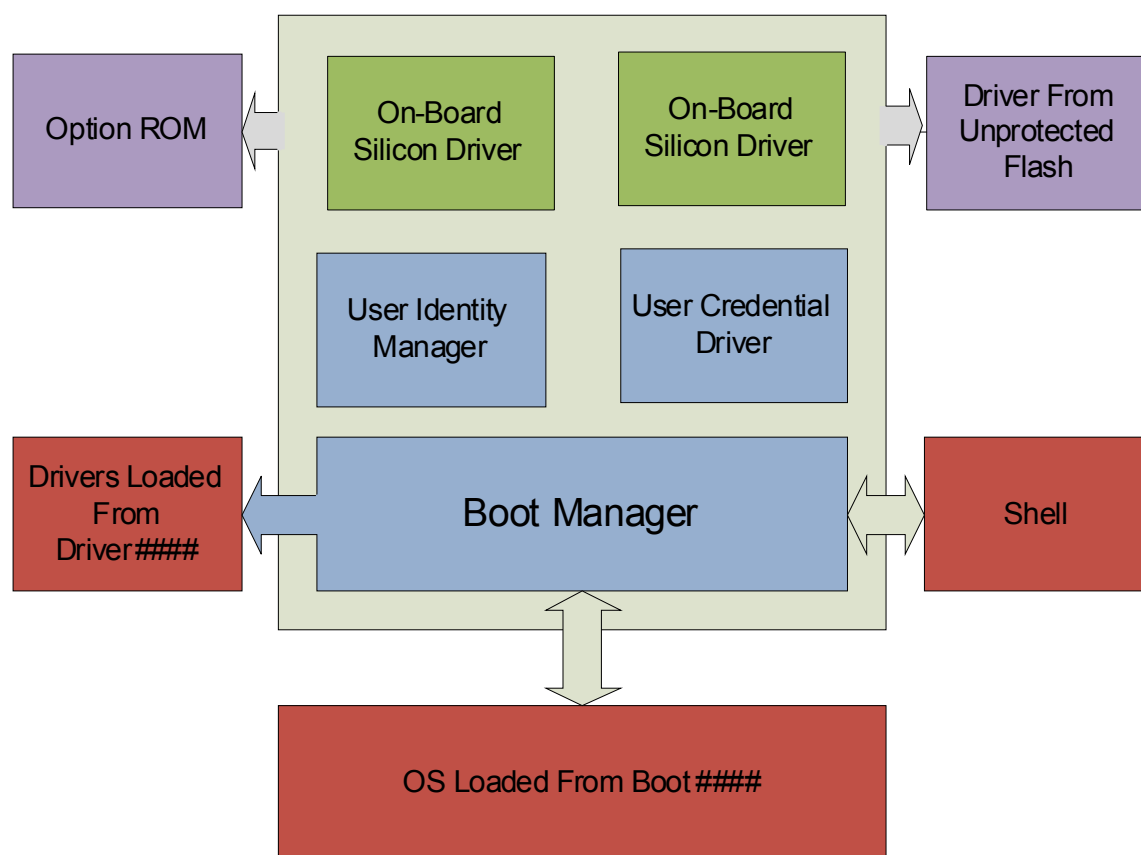 Option ROM
On-Board
Silicon Driver
On-Board
Silicon Driver
Driver From
Unprotected
Flash
User Identity
Manager
User Credential
Driver
Drivers Loaded
From
Driver####
Boot Manager
Shell
OS Loaded From Boot ####